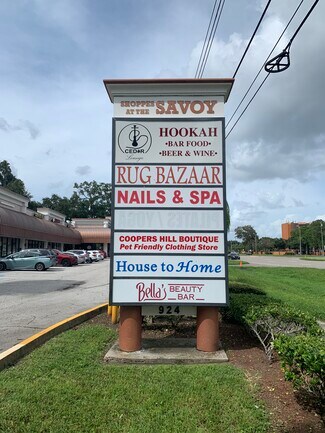 SHOPPES
AT THE SAVOY
CEDAR
Lounge
HOOKAH
•BAR FOOD•
•BEER & WINE•
RUG BAZAAR
NAILS & SPA
COOPERS HILL BOUTIQUE
Pet Friendly Clothing Store
House to Home
Bella's BEAUTY
BAR
924